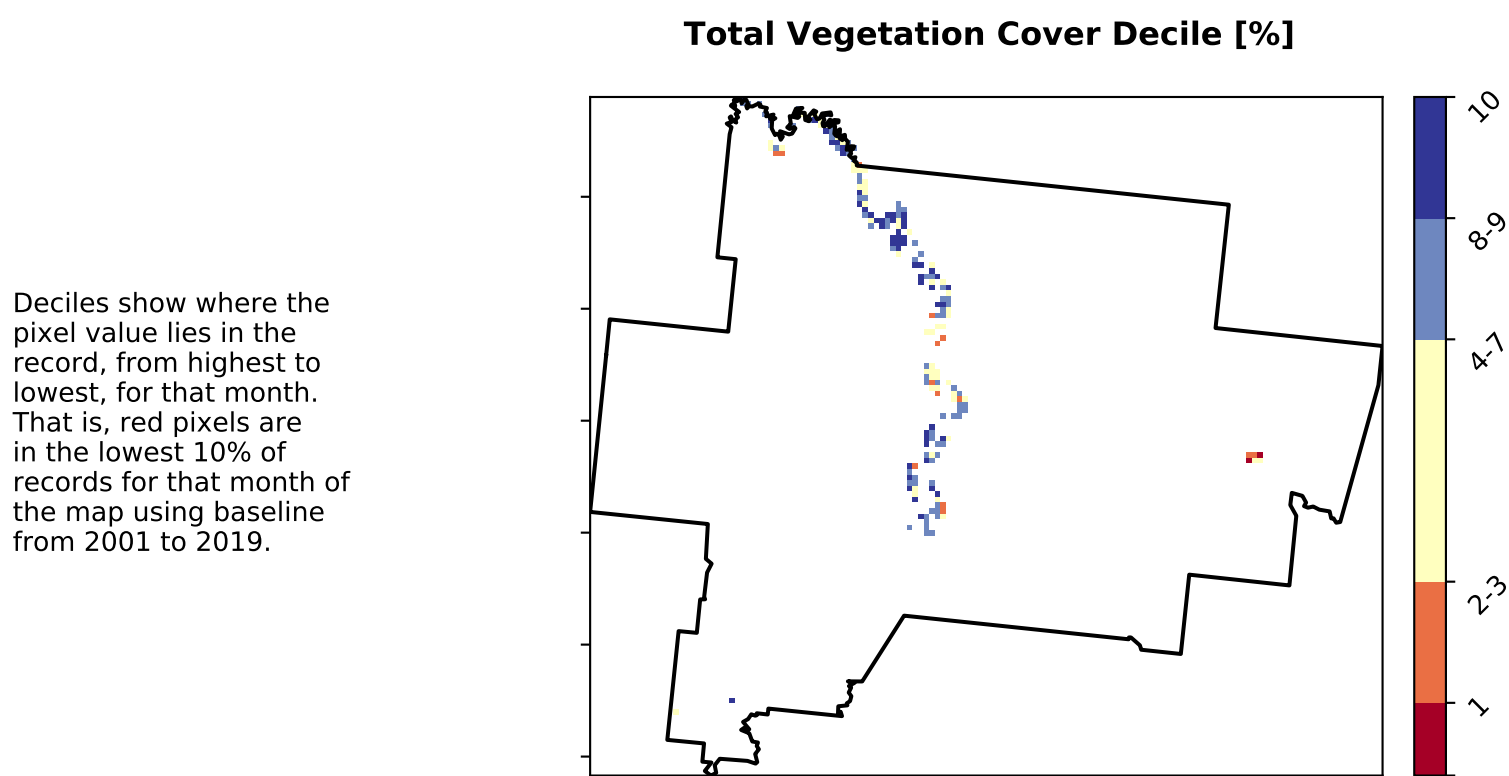 Total Vegetation Cover Decile [%]
Deciles show where the
pixel value lies in the
record, from highest to
lowest, for that month.
That is, red pixels are
in the lowest 10% of
records for that month of
the map using baseline
from 2001 to 2019.
10
8-9
4-7
2-3
1